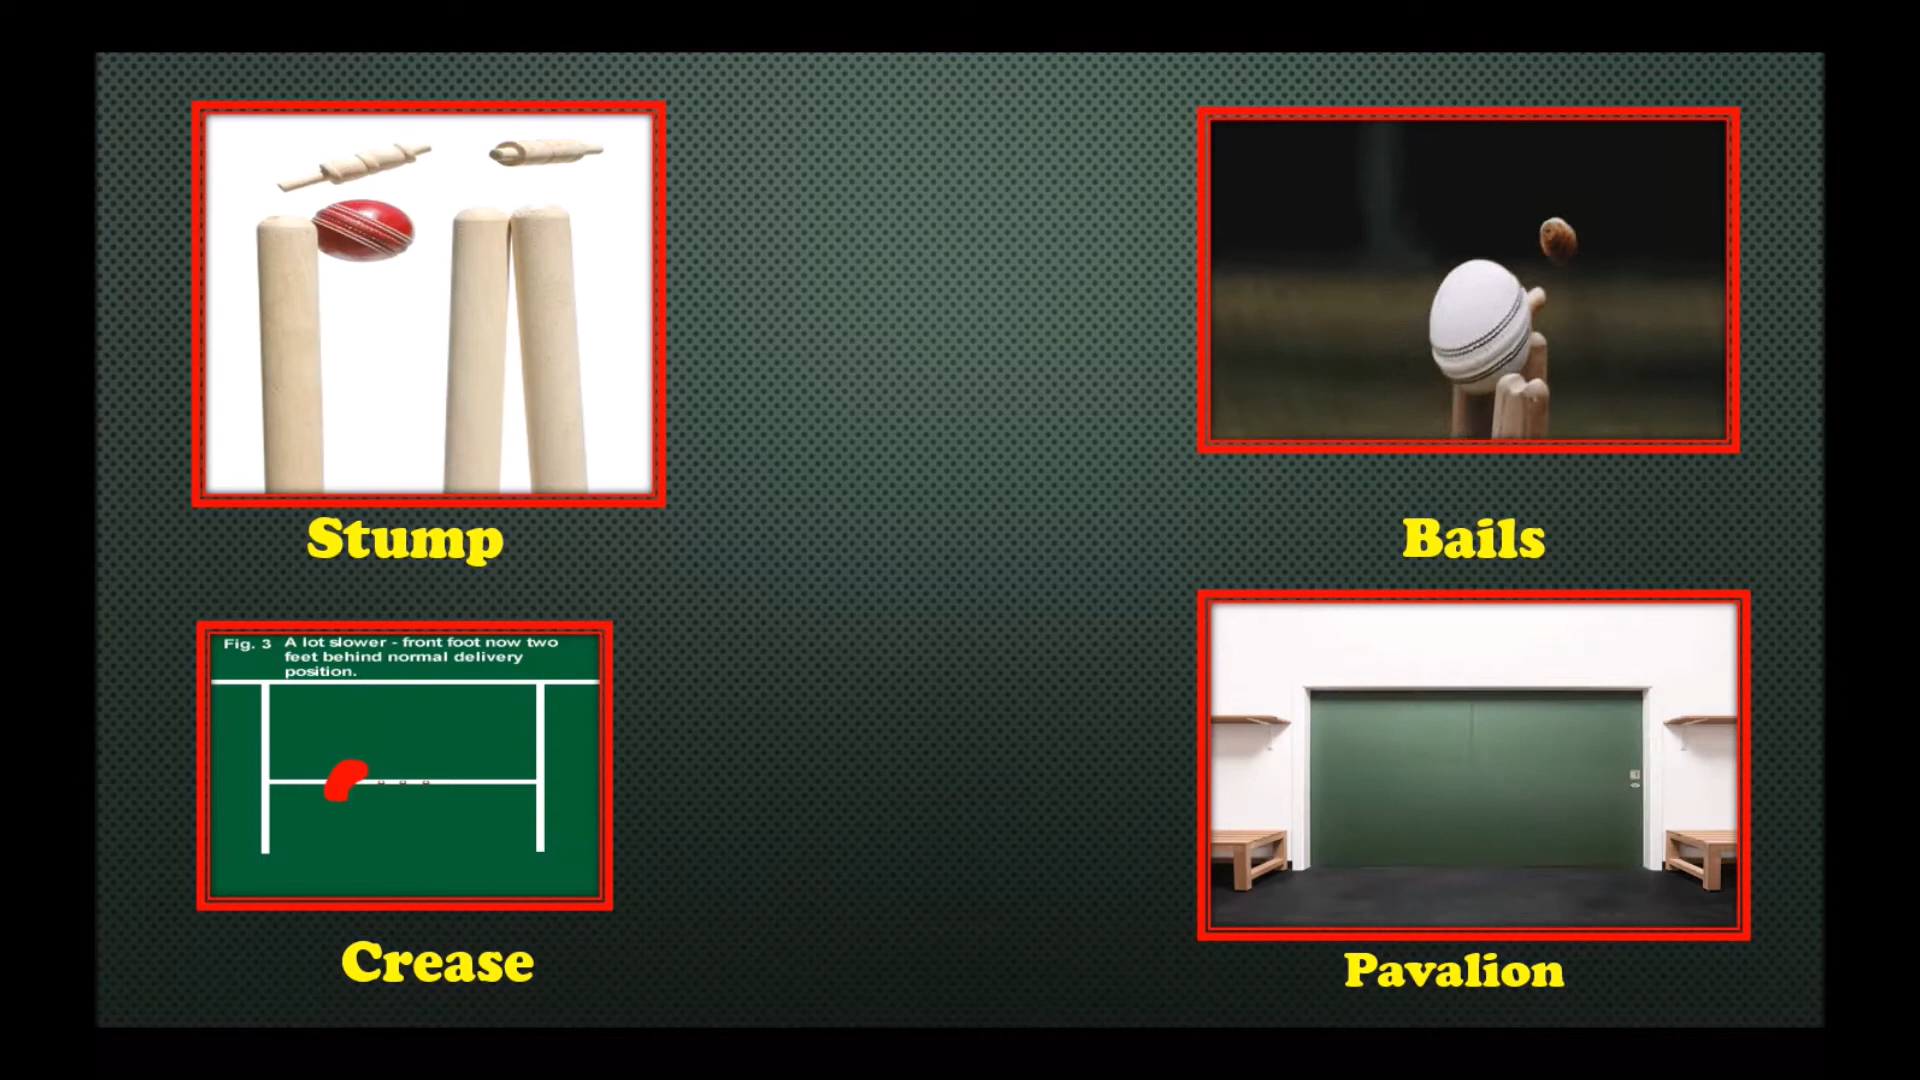 Stump
Bails
Fig. 3 A lot slower - front foot now two
feet behind normal delivery
position.
Crease
Pavalion